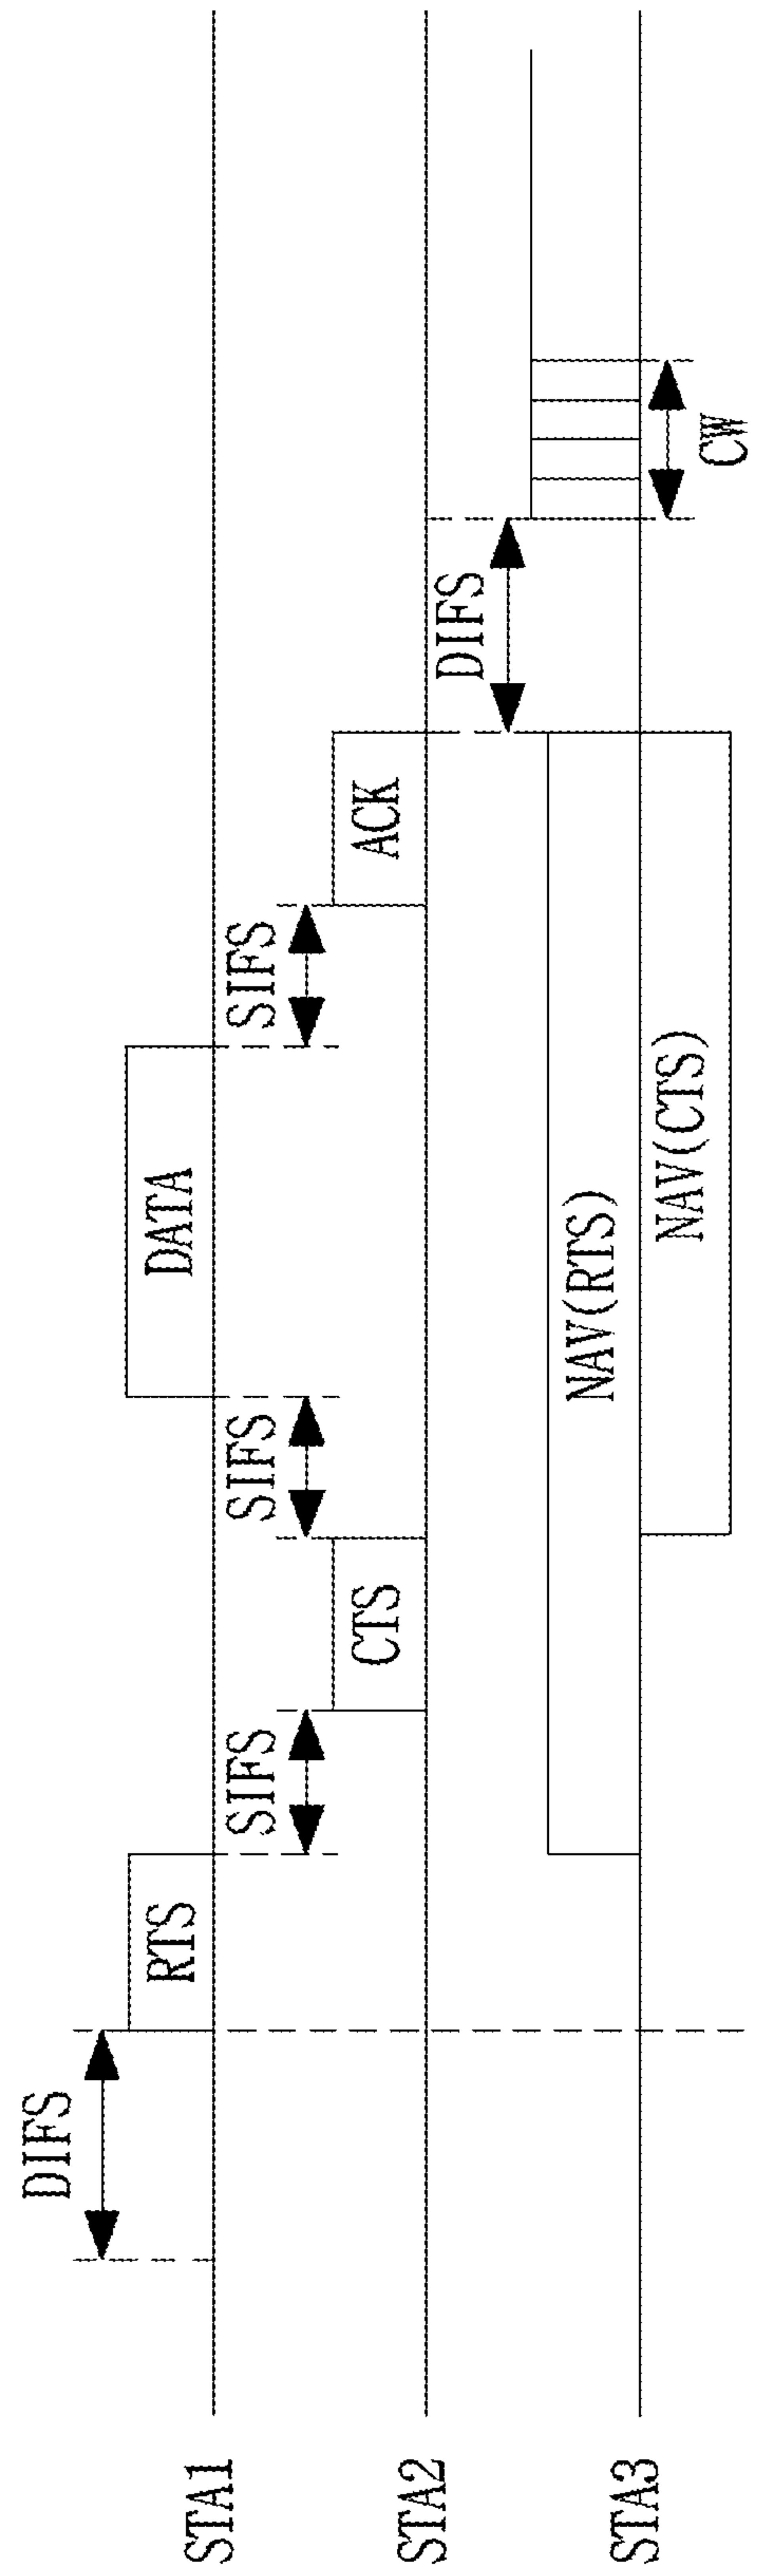 DIFS
STA1
RTS
SIFS
SIFS
DATA
SIFS
STA2
CTS
ACK
DIFS
STA3
NAV(RTS)
NAV(CTS)
CW